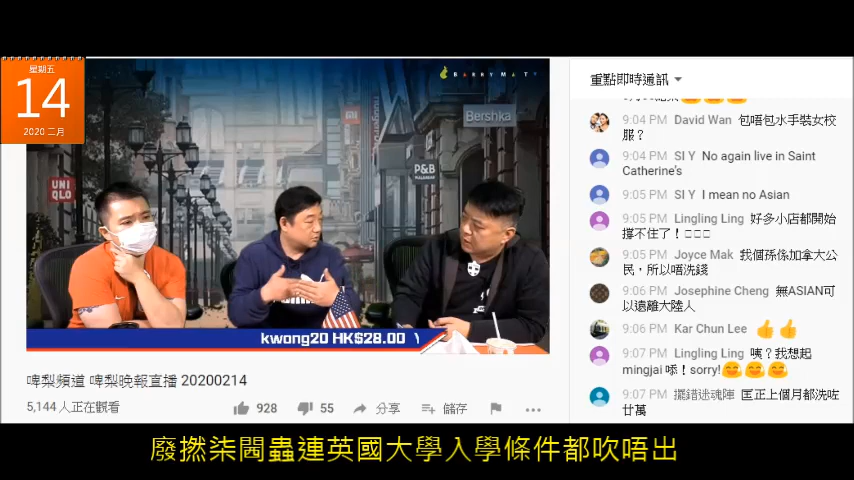 星期五
14
2020 二月
BARRYMATT
Bershka
mi
P&B
UNI
QLO
kwong20 HK$28.00
啤梨頻道 啤梨晚報直播 20200214
5,144 人正在觀看
928
55
分享
儲存
重點即時通訊
9:04 PM David Wan 包唔包水手裝女校
服？
9:04 PM SI Y No again live in Saint
Catherine's
9:05 PM SI Y I mean no Asian
9:05 PM Lingling Ling 好多小店都開始
撐不住了！
9:05 PM Joyce Mak 我個孫係加拿大公
民，所以唔洗錢
9:06 PM Josephine Cheng 無ASIAN可
以遠離大陸人
9:06 PM Kar Chun Lee 👍👍
9:07 PM Lingling Ling 咦？我想起
mingjai 㖭！sorry!🤗🤗🤗
9:07 PM 擺錯迷魂陣 匡正上個月都洗咗
廿萬
廢撚柒閪蟲連英國大學入學條件都吹唔出